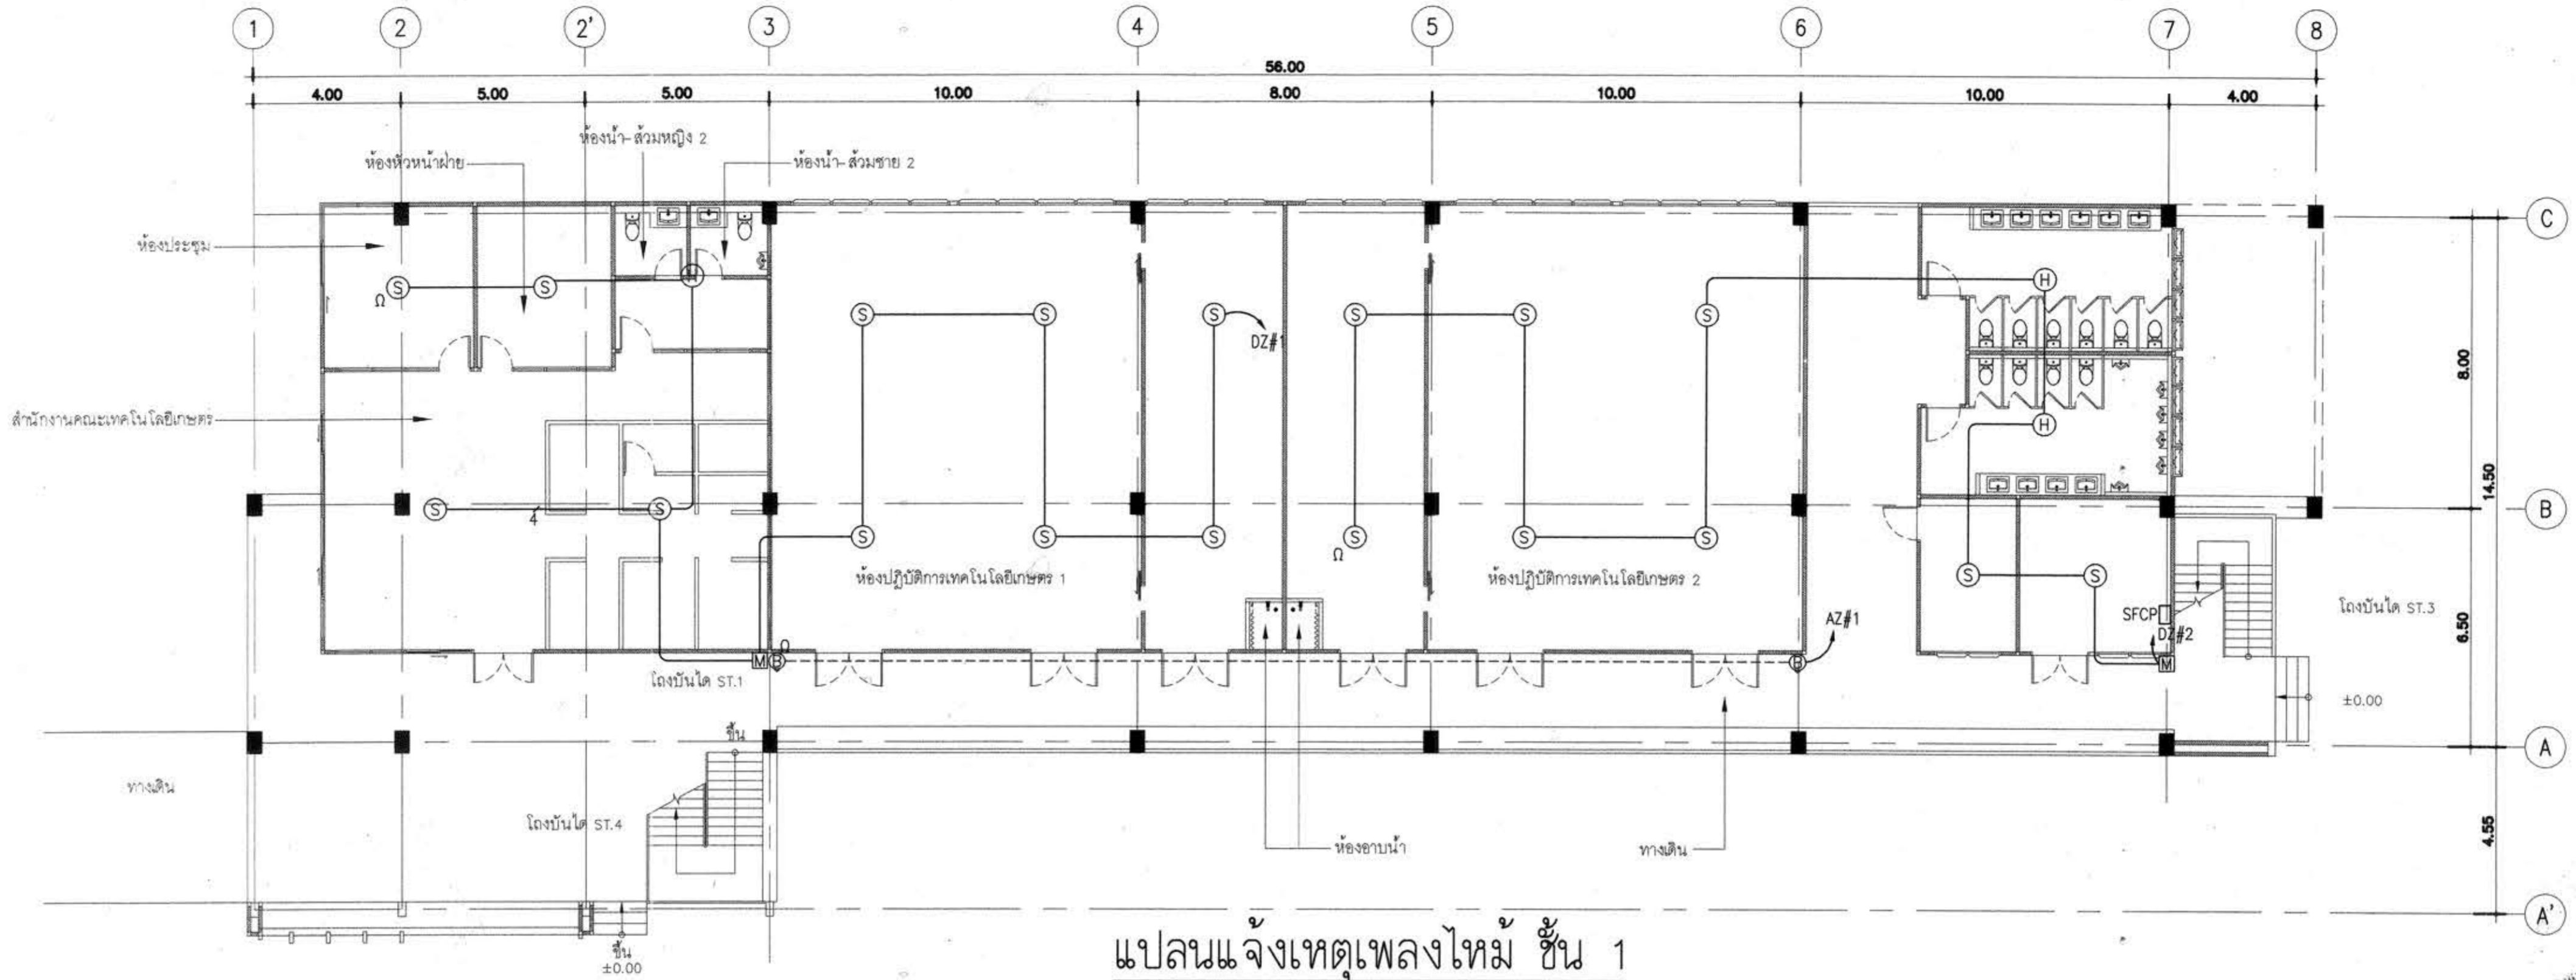 1 2 2' 3 4 5 6 7 8
56.00
4.00 5.00 5.00 10.00 8.00 10.00 10.00 4.00
ห้องน้ำ-ส้วมหญิง 2
ห้องหัวหน้าฝ่าย
ห้องน้ำ-ส้วมชาย 2
ห้องประชุม
C
S S H
Ω
H
S S S S S S
DZ#1
8.00
สำนักงานคณะเทคโนโลยีเกษตร
H
14.50
S 4 S
B
S S S S S S
Ω
ห้องปฏิบัติการเทคโนโลยีเกษตร 1
ห้องปฏิบัติการเทคโนโลยีเกษตร 2
S S
SFCP
โถงบันได ST.3
AZ#1
DZ#2
6.50
Ω
M B
B
M
โถงบันได ST.1
±0.00
ขึ้น
A
ทางเดิน
โถงบันได ST.4
ห้องอาบน้ำ
ทางเดิน
4.55
A'
ขึ้น
±0.00
แปลนแจ้งเหตุเพลงไหม้ ชั้น 1